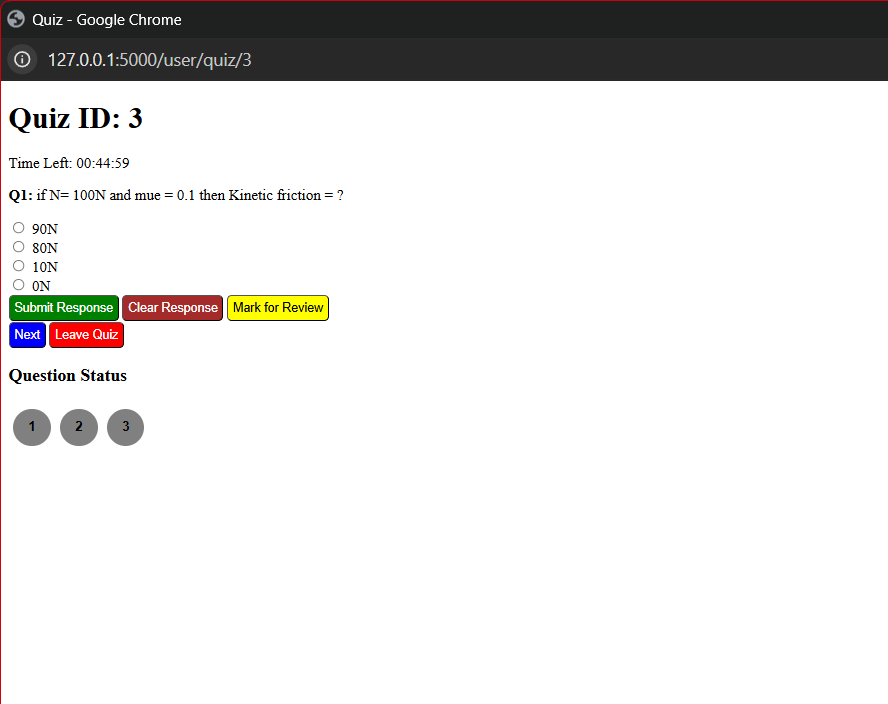 Quiz - Google Chrome
127.0.0.1:5000/user/quiz/3
Quiz ID: 3
Time Left: 00:44:59
Q1: if N= 100N and mue = 0.1 then Kinetic friction = ?
90N
80N
10N
0N
Submit Response Clear Response Mark for Review
Next Leave Quiz
Question Status
1 2 3